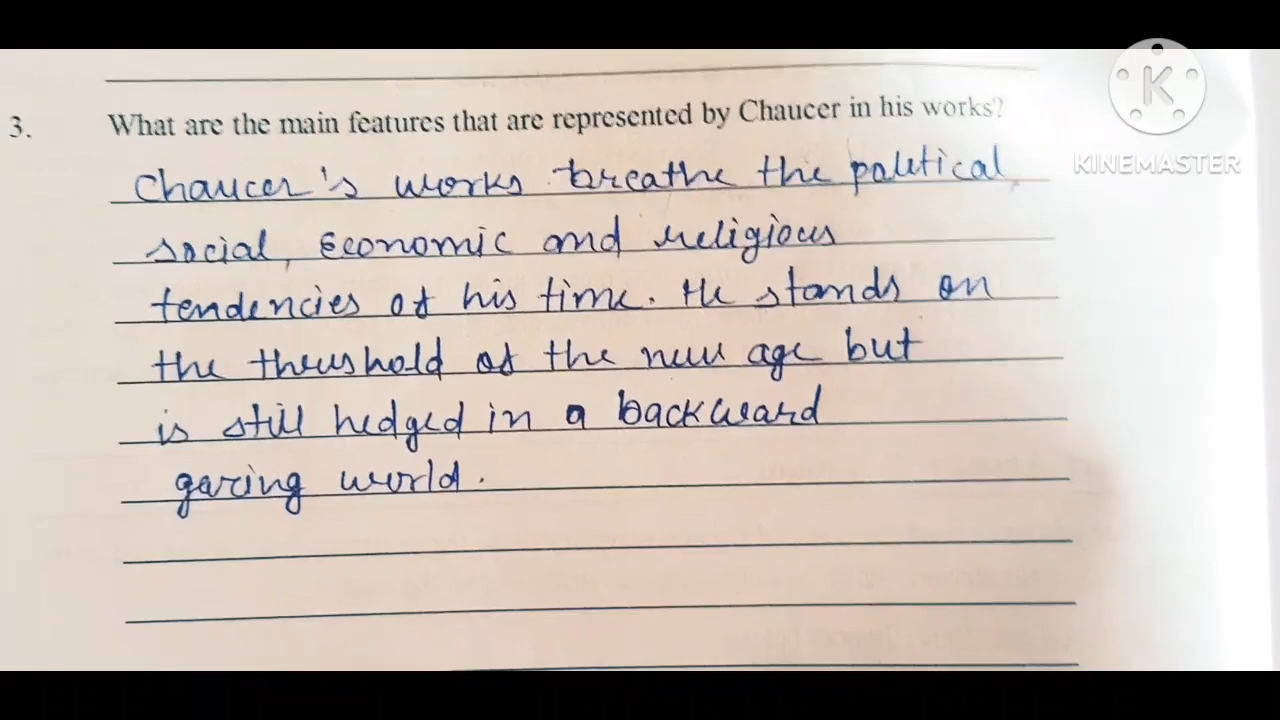 KINEMASTER
3. What are the main features that are represented by Chaucer in his works?
Chaucer's works breathe the political,
social, economic and religious
tendencies of his time. He stands on
the threushold of the new age but
is still hedged in a backward
gazing world.